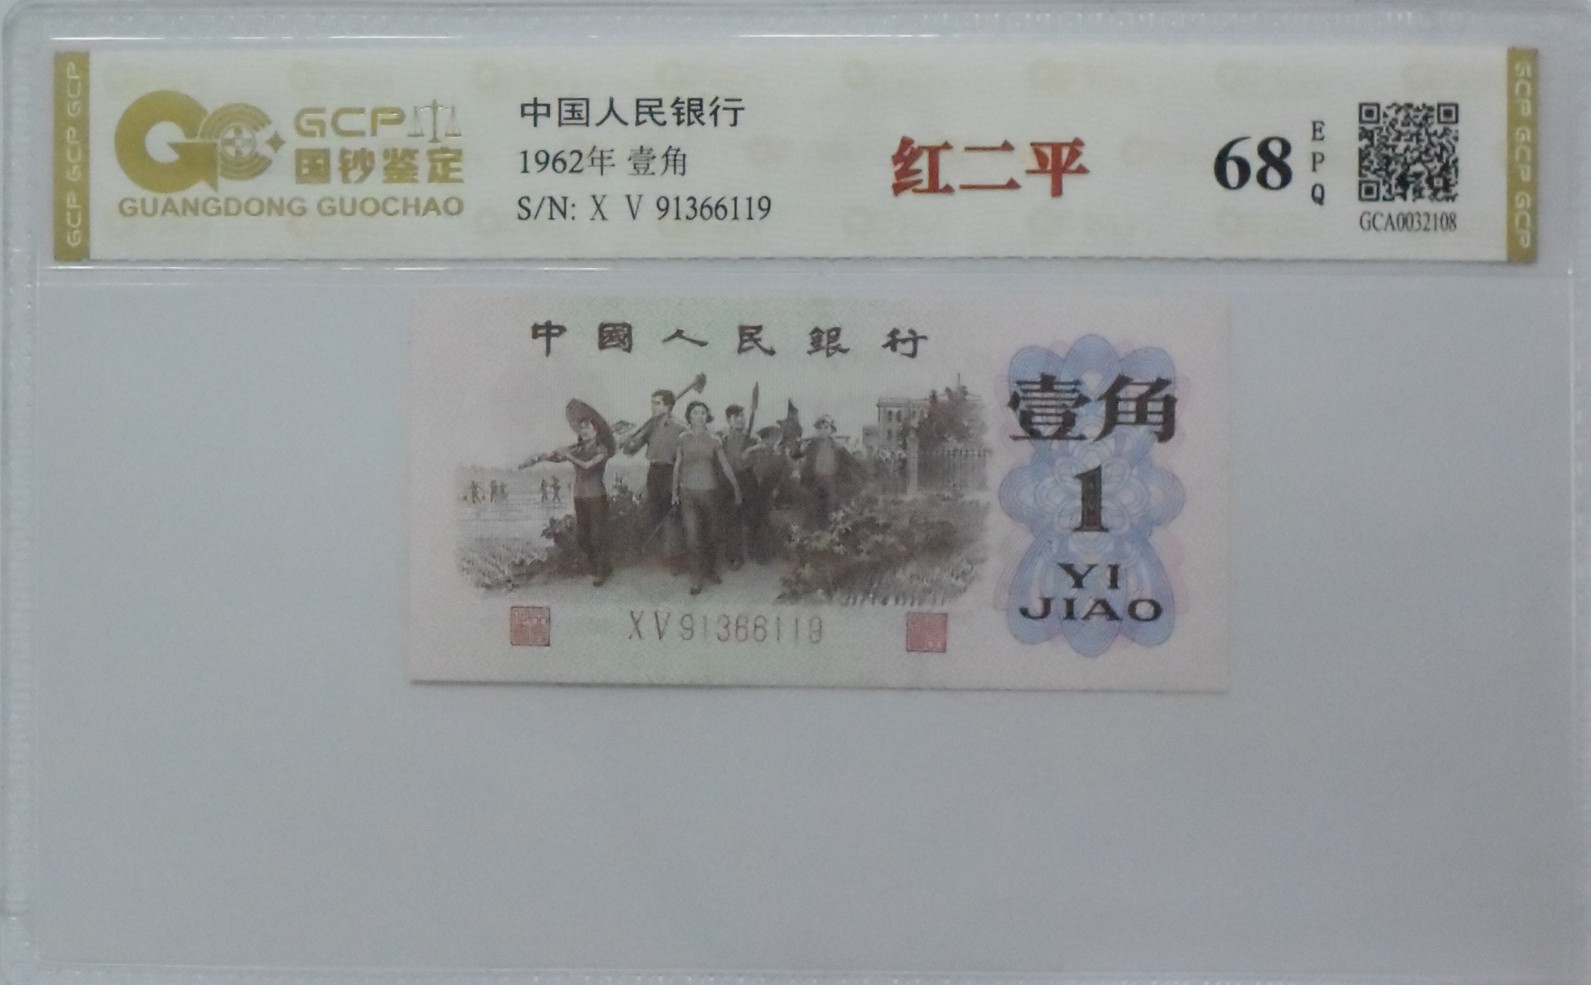 GCP
国钞鉴定
GUANGDONG GUOCHAO
中国人民银行
1962年 壹角
S/N: X V 91366119
红二平
68
EPQ
GCA0032108
GCP GCP GCP
GCP GCP GCP
中國人民銀行
壹角
1
YI
JIAO
XV91366119